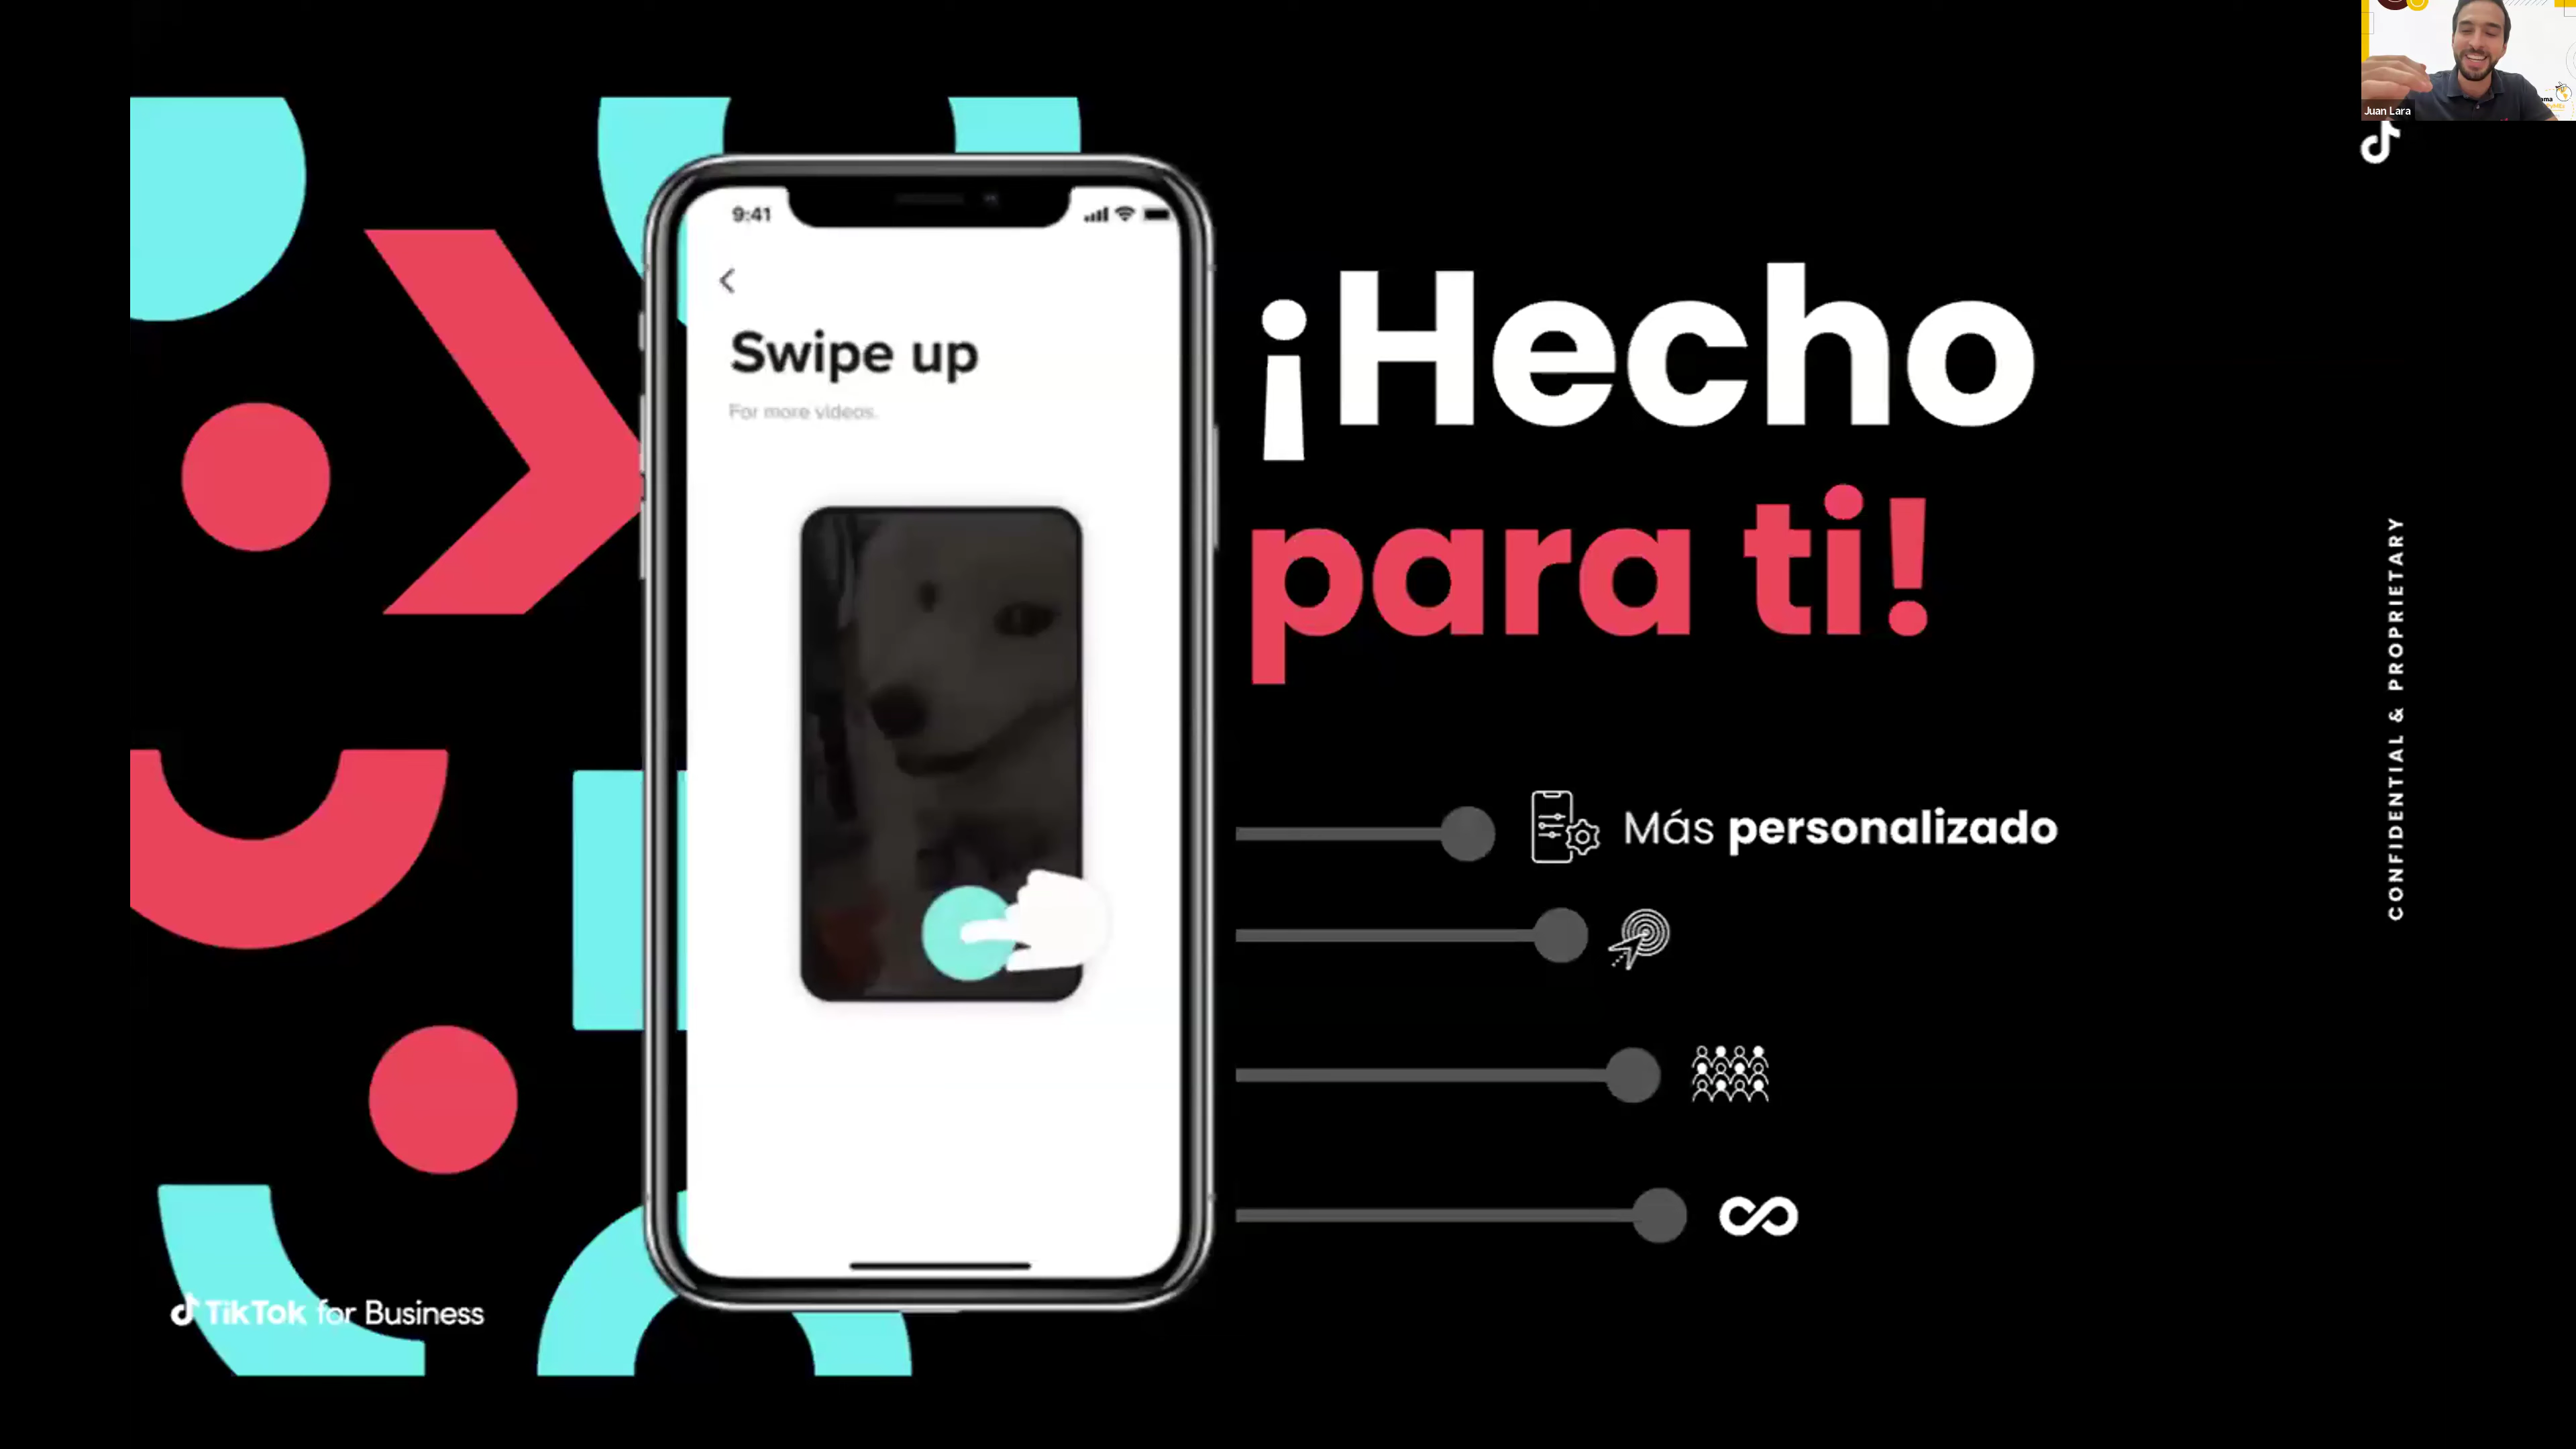 Juan Lara
9:41
Swipe up
For more videos.
¡Hecho
para ti!
Más personalizado
CONFIDENTIAL & PROPRIETARY
TikTok for Business